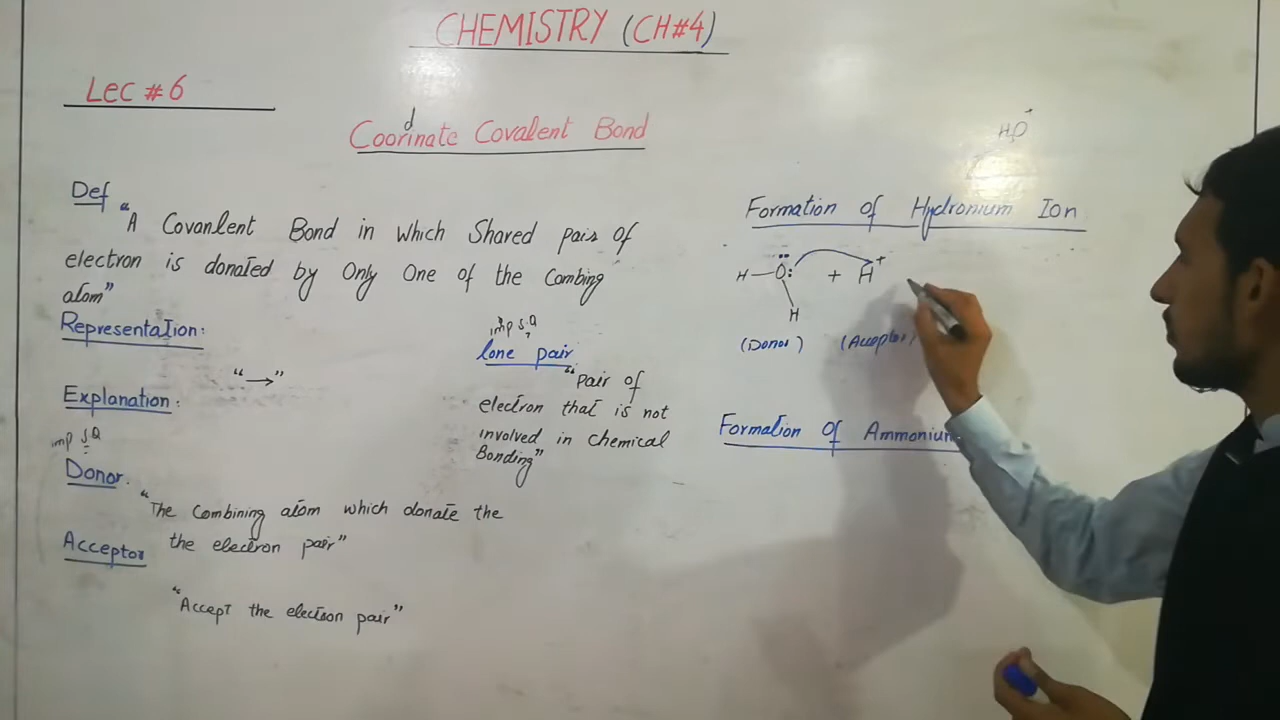 CHEMISTRY (CH#4)
Lec #6
Coordinate Covalent Bond
Def
"A Covanlent Bond in which Shared pair of
electron is donated by Only One of the Combing
atom"
Representation:
"→"
Explanation:
imp S.Q
Donor.
"The Combining atom which donate the
the electron pair"
Acceptor
"Accept the electron pair"
imp S.Q
lone pair
"pair of
electron that is not
involved in chemical
Bonding"
H3O+
Formation of Hydronium Ion
H—O: + H+
H
(Donor) (Acceptor)
Formation Of Ammonium